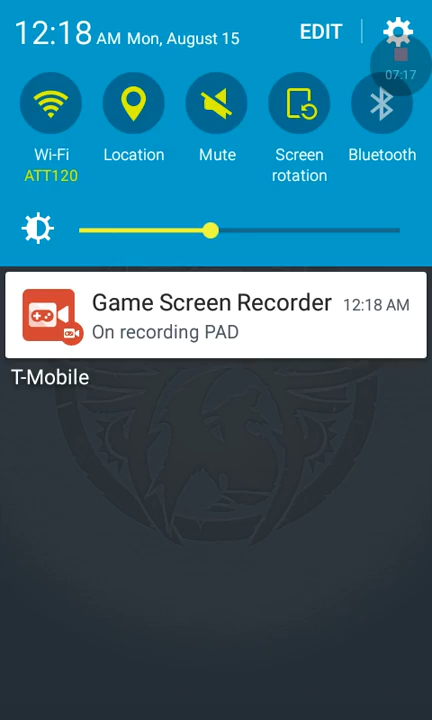 12:18 AM Mon, August 15 EDIT
07:17
Wi-Fi Location Mute Screen rotation Bluetooth
ATT120
Game Screen Recorder 12:18 AM
On recording PAD
T-Mobile